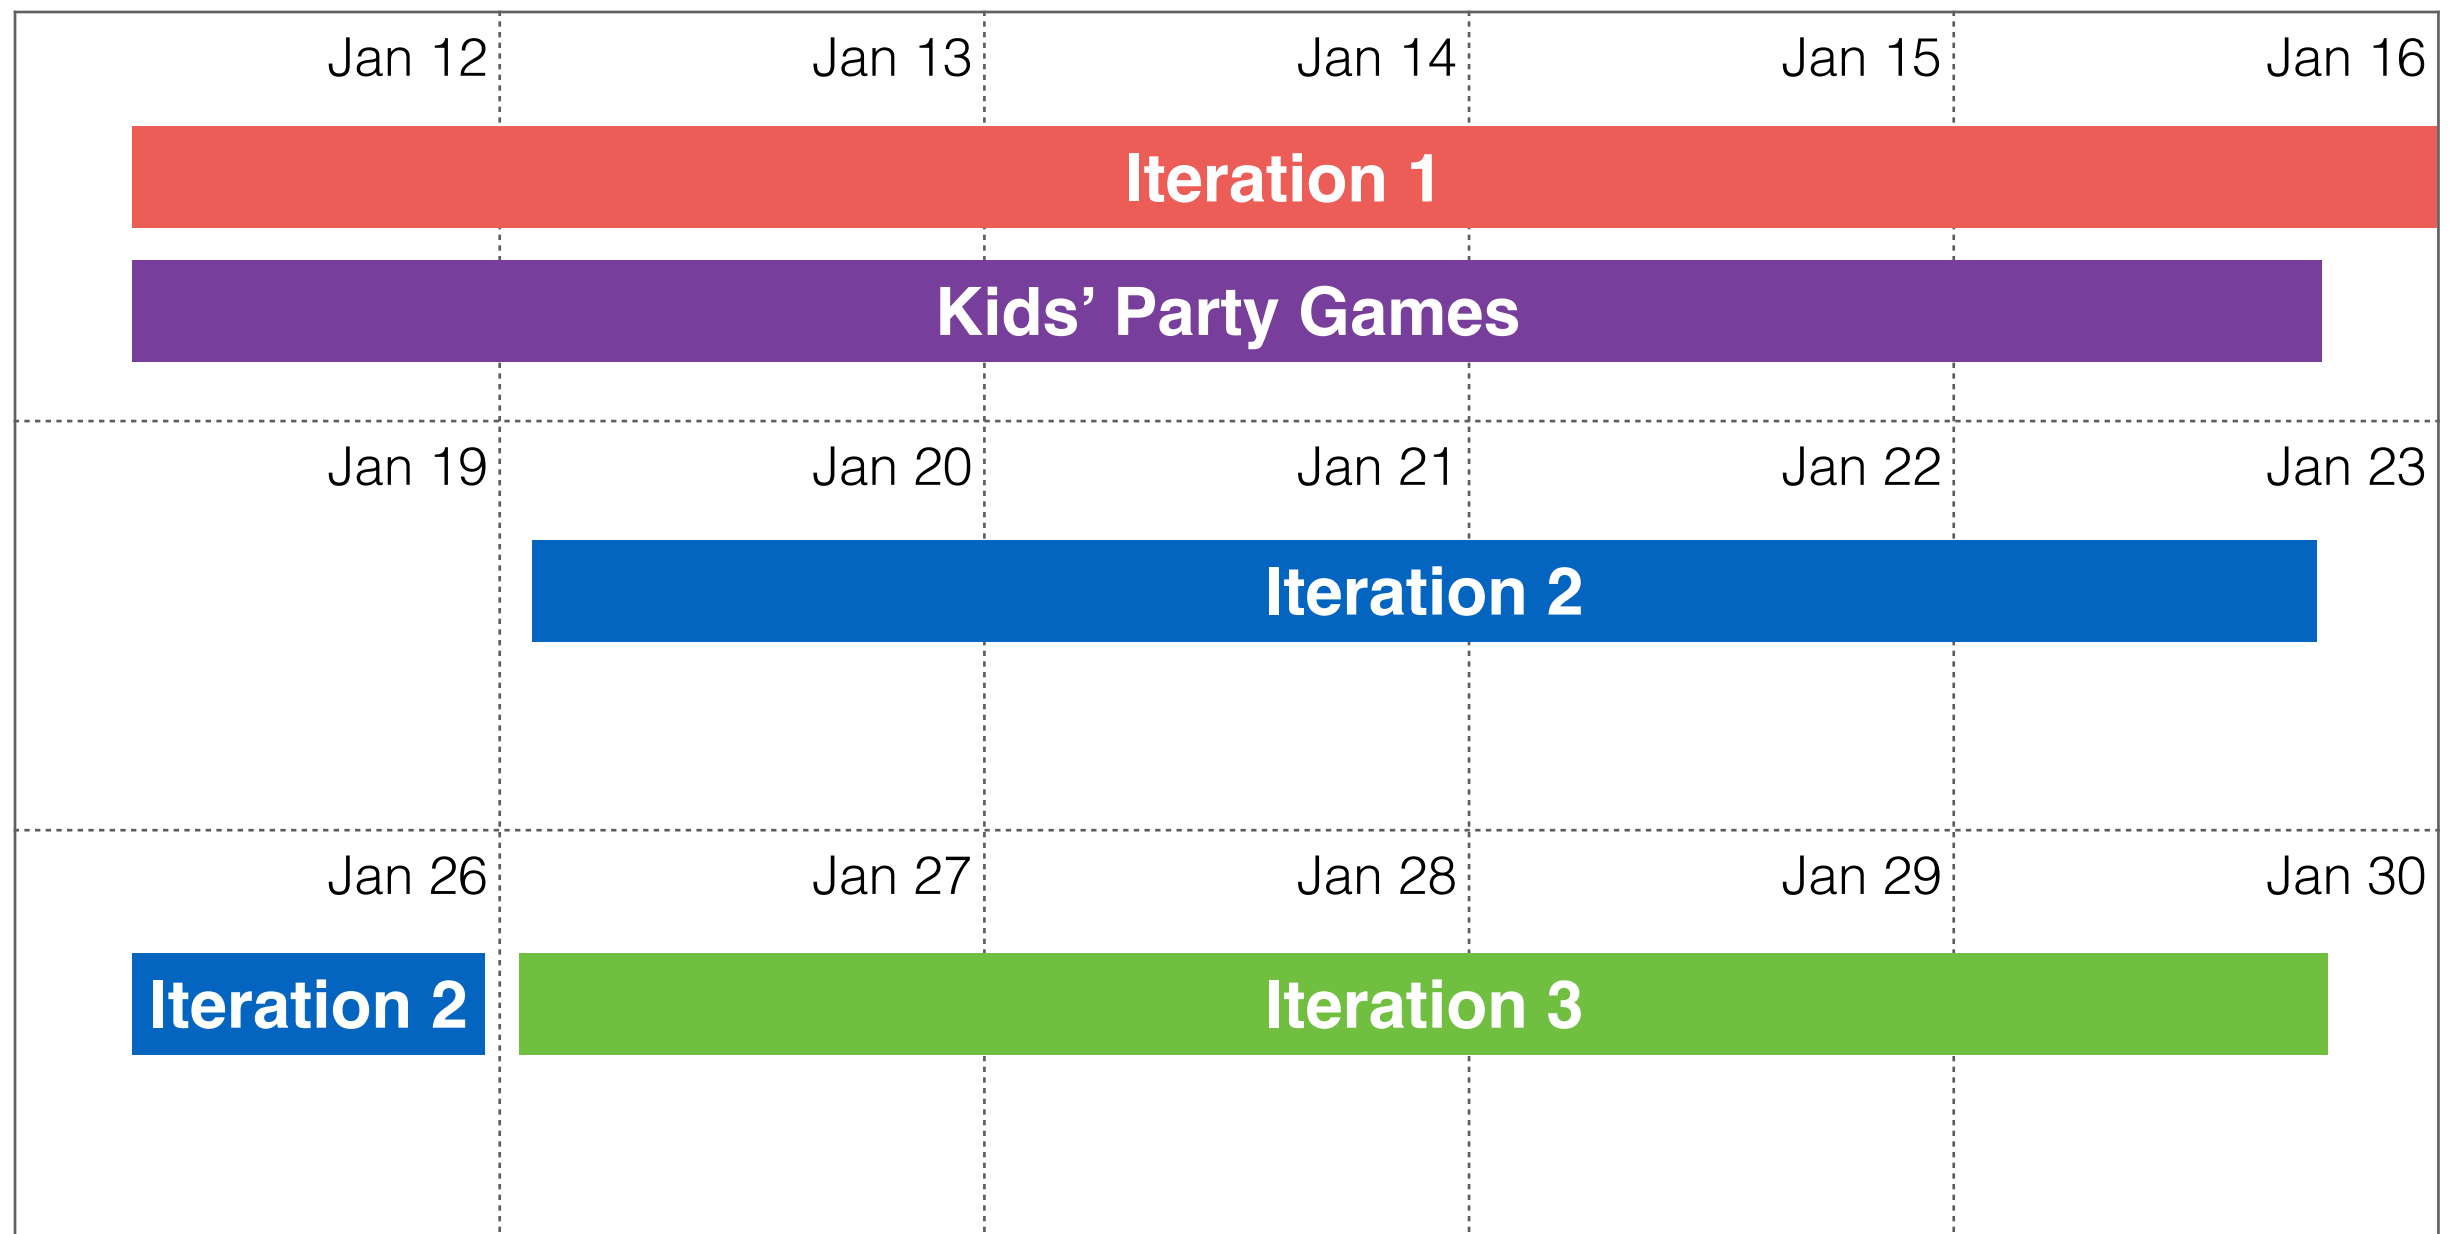 Jan 12 Jan 13 Jan 14 Jan 15 Jan 16
Iteration 1
Kids’ Party Games
Jan 19 Jan 20 Jan 21 Jan 22 Jan 23
Iteration 2
Jan 26 Jan 27 Jan 28 Jan 29 Jan 30
Iteration 2 Iteration 3